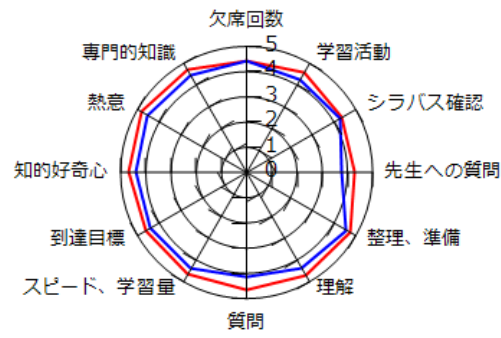 欠席回数
専門的知識
5
学習活動
4
熱意
3
シラバス確認
2
1
知的好奇心
0
先生への質問
到達目標
整理、準備
スピード、学習量
理解
質問